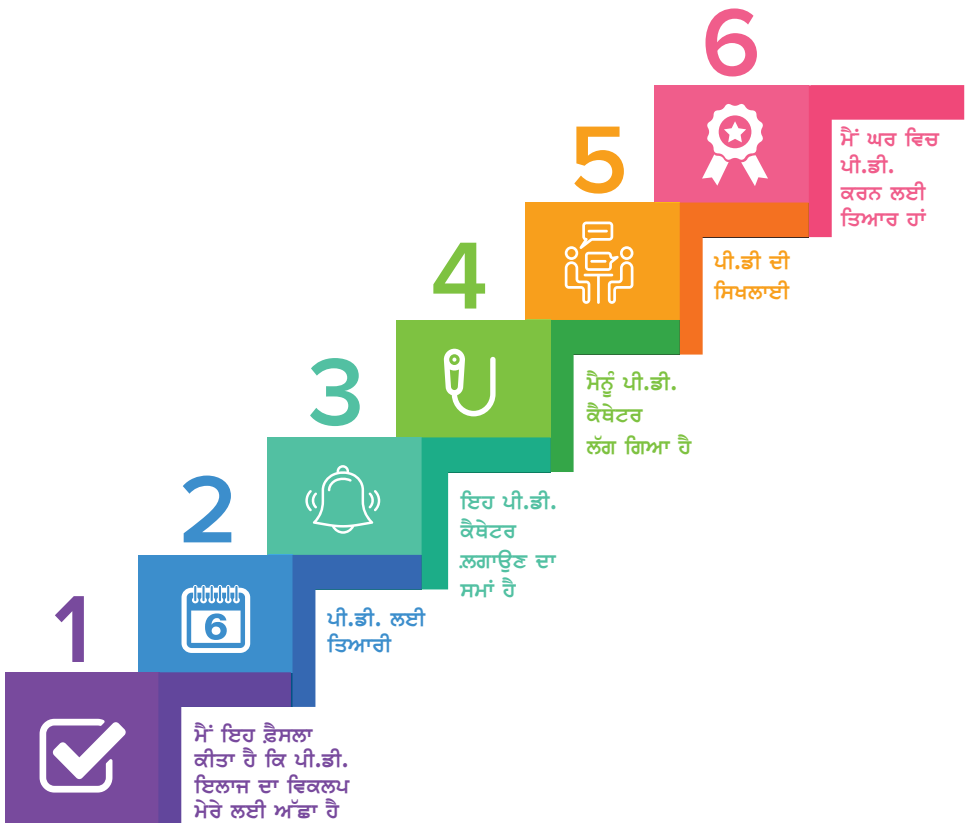 1
ਮੈਂ ਇਹ ਫ਼ੈਸਲਾ
ਕੀਤਾ ਹੈ ਕਿ ਪੀ.ਡੀ.
ਇਲਾਜ ਦਾ ਵਿਕਲਪ
ਮੇਰੇ ਲਈ ਅੱਛਾ ਹੈ
2
6
ਪੀ.ਡੀ. ਲਈ
ਤਿਆਰੀ
3
ਇਹ ਪੀ.ਡੀ.
ਕੈਥੇਟਰ
ਲਗਾਉਣ ਦਾ
ਸਮਾਂ ਹੈ
4
ਮੈਨੂੰ ਪੀ.ਡੀ.
ਕੈਥੇਟਰ
ਲੱਗ ਗਿਆ ਹੈ
5
ਪੀ.ਡੀ ਦੀ
ਸਿਖਲਾਈ
6
ਮੈਂ ਘਰ ਵਿਚ
ਪੀ.ਡੀ.
ਕਰਨ ਲਈ
ਤਿਆਰ ਹਾਂ